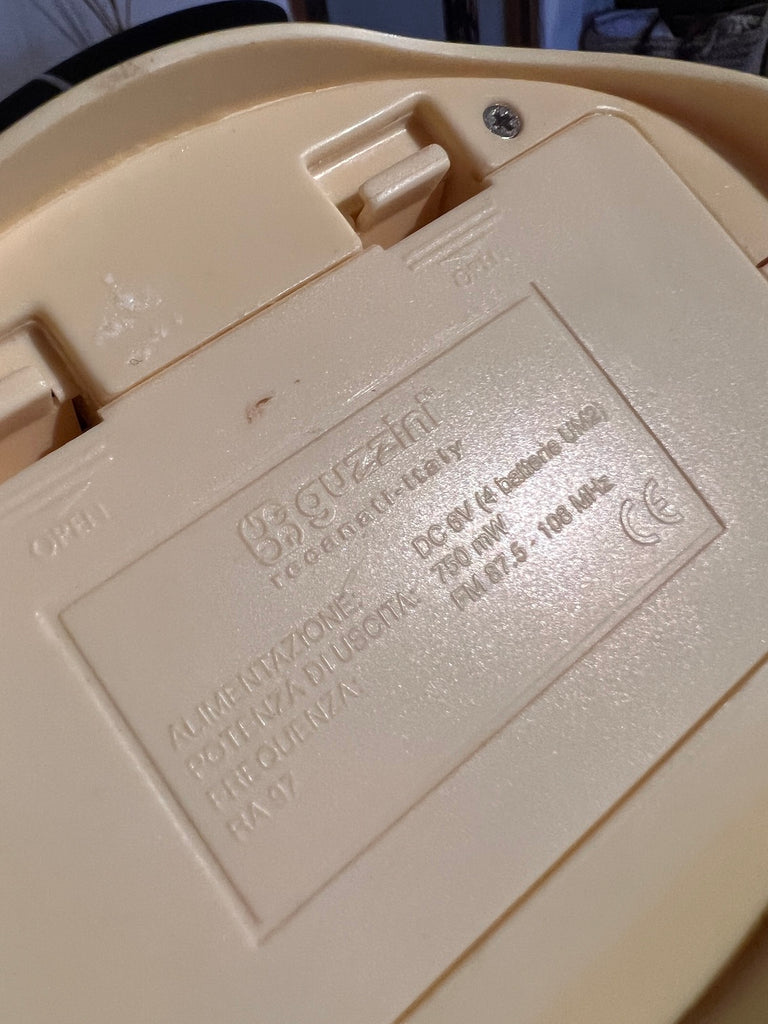 OPEN
OPEN
guzzini
recanati-italy
ALIMENTAZIONE: DC 6V (4 batterie UM2)
POTENZA DI USCITA: 750 mW
FREQUENZA: FM 87.5 - 108 MHz
RA 97
CE